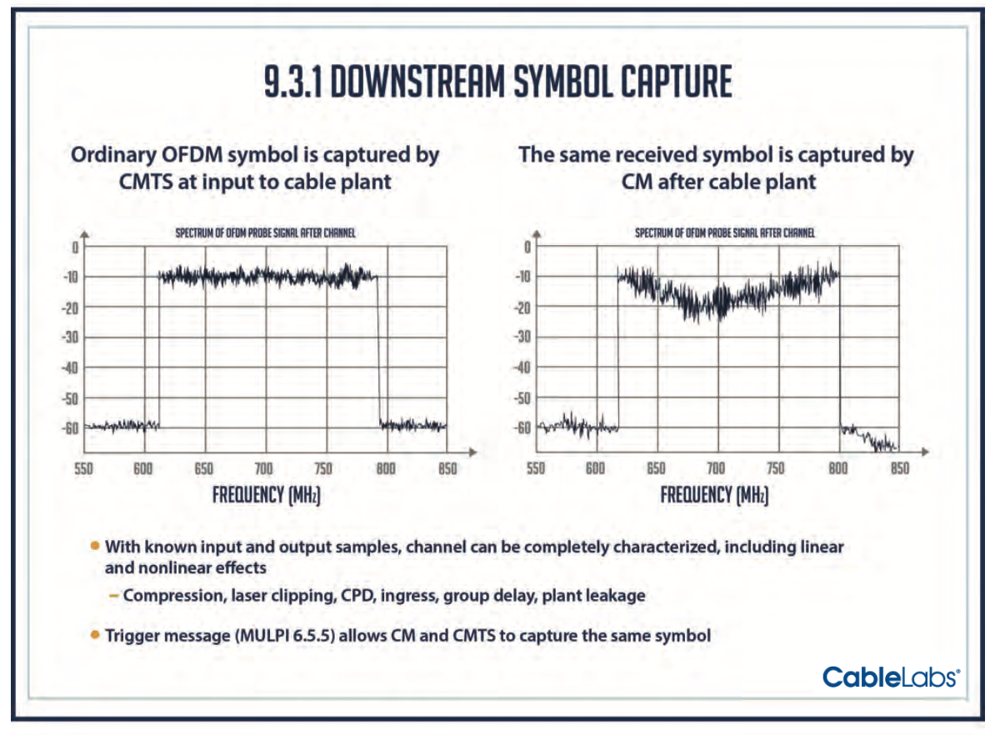 9.3.1 DOWNSTREAM SYMBOL CAPTURE
Ordinary OFDM symbol is captured by
CMTS at input to cable plant
SPECTRUM OF OFDM PROBE SIGNAL AFTER CHANNEL
0
-10
-20
-30
-40
-50
-60
550 600 650 700 750 800 850
FREQUENCY (MHz)
The same received symbol is captured by
CM after cable plant
SPECTRUM OF OFDM PROBE SIGNAL AFTER CHANNEL
0
-10
-20
-30
-40
-50
-60
550 600 650 700 750 800 850
FREQUENCY (MHz)
• With known input and output samples, channel can be completely characterized, including linear
and nonlinear effects
– Compression, laser clipping, CPD, ingress, group delay, plant leakage
• Trigger message (MULPI 6.5.5) allows CM and CMTS to capture the same symbol
CableLabs®